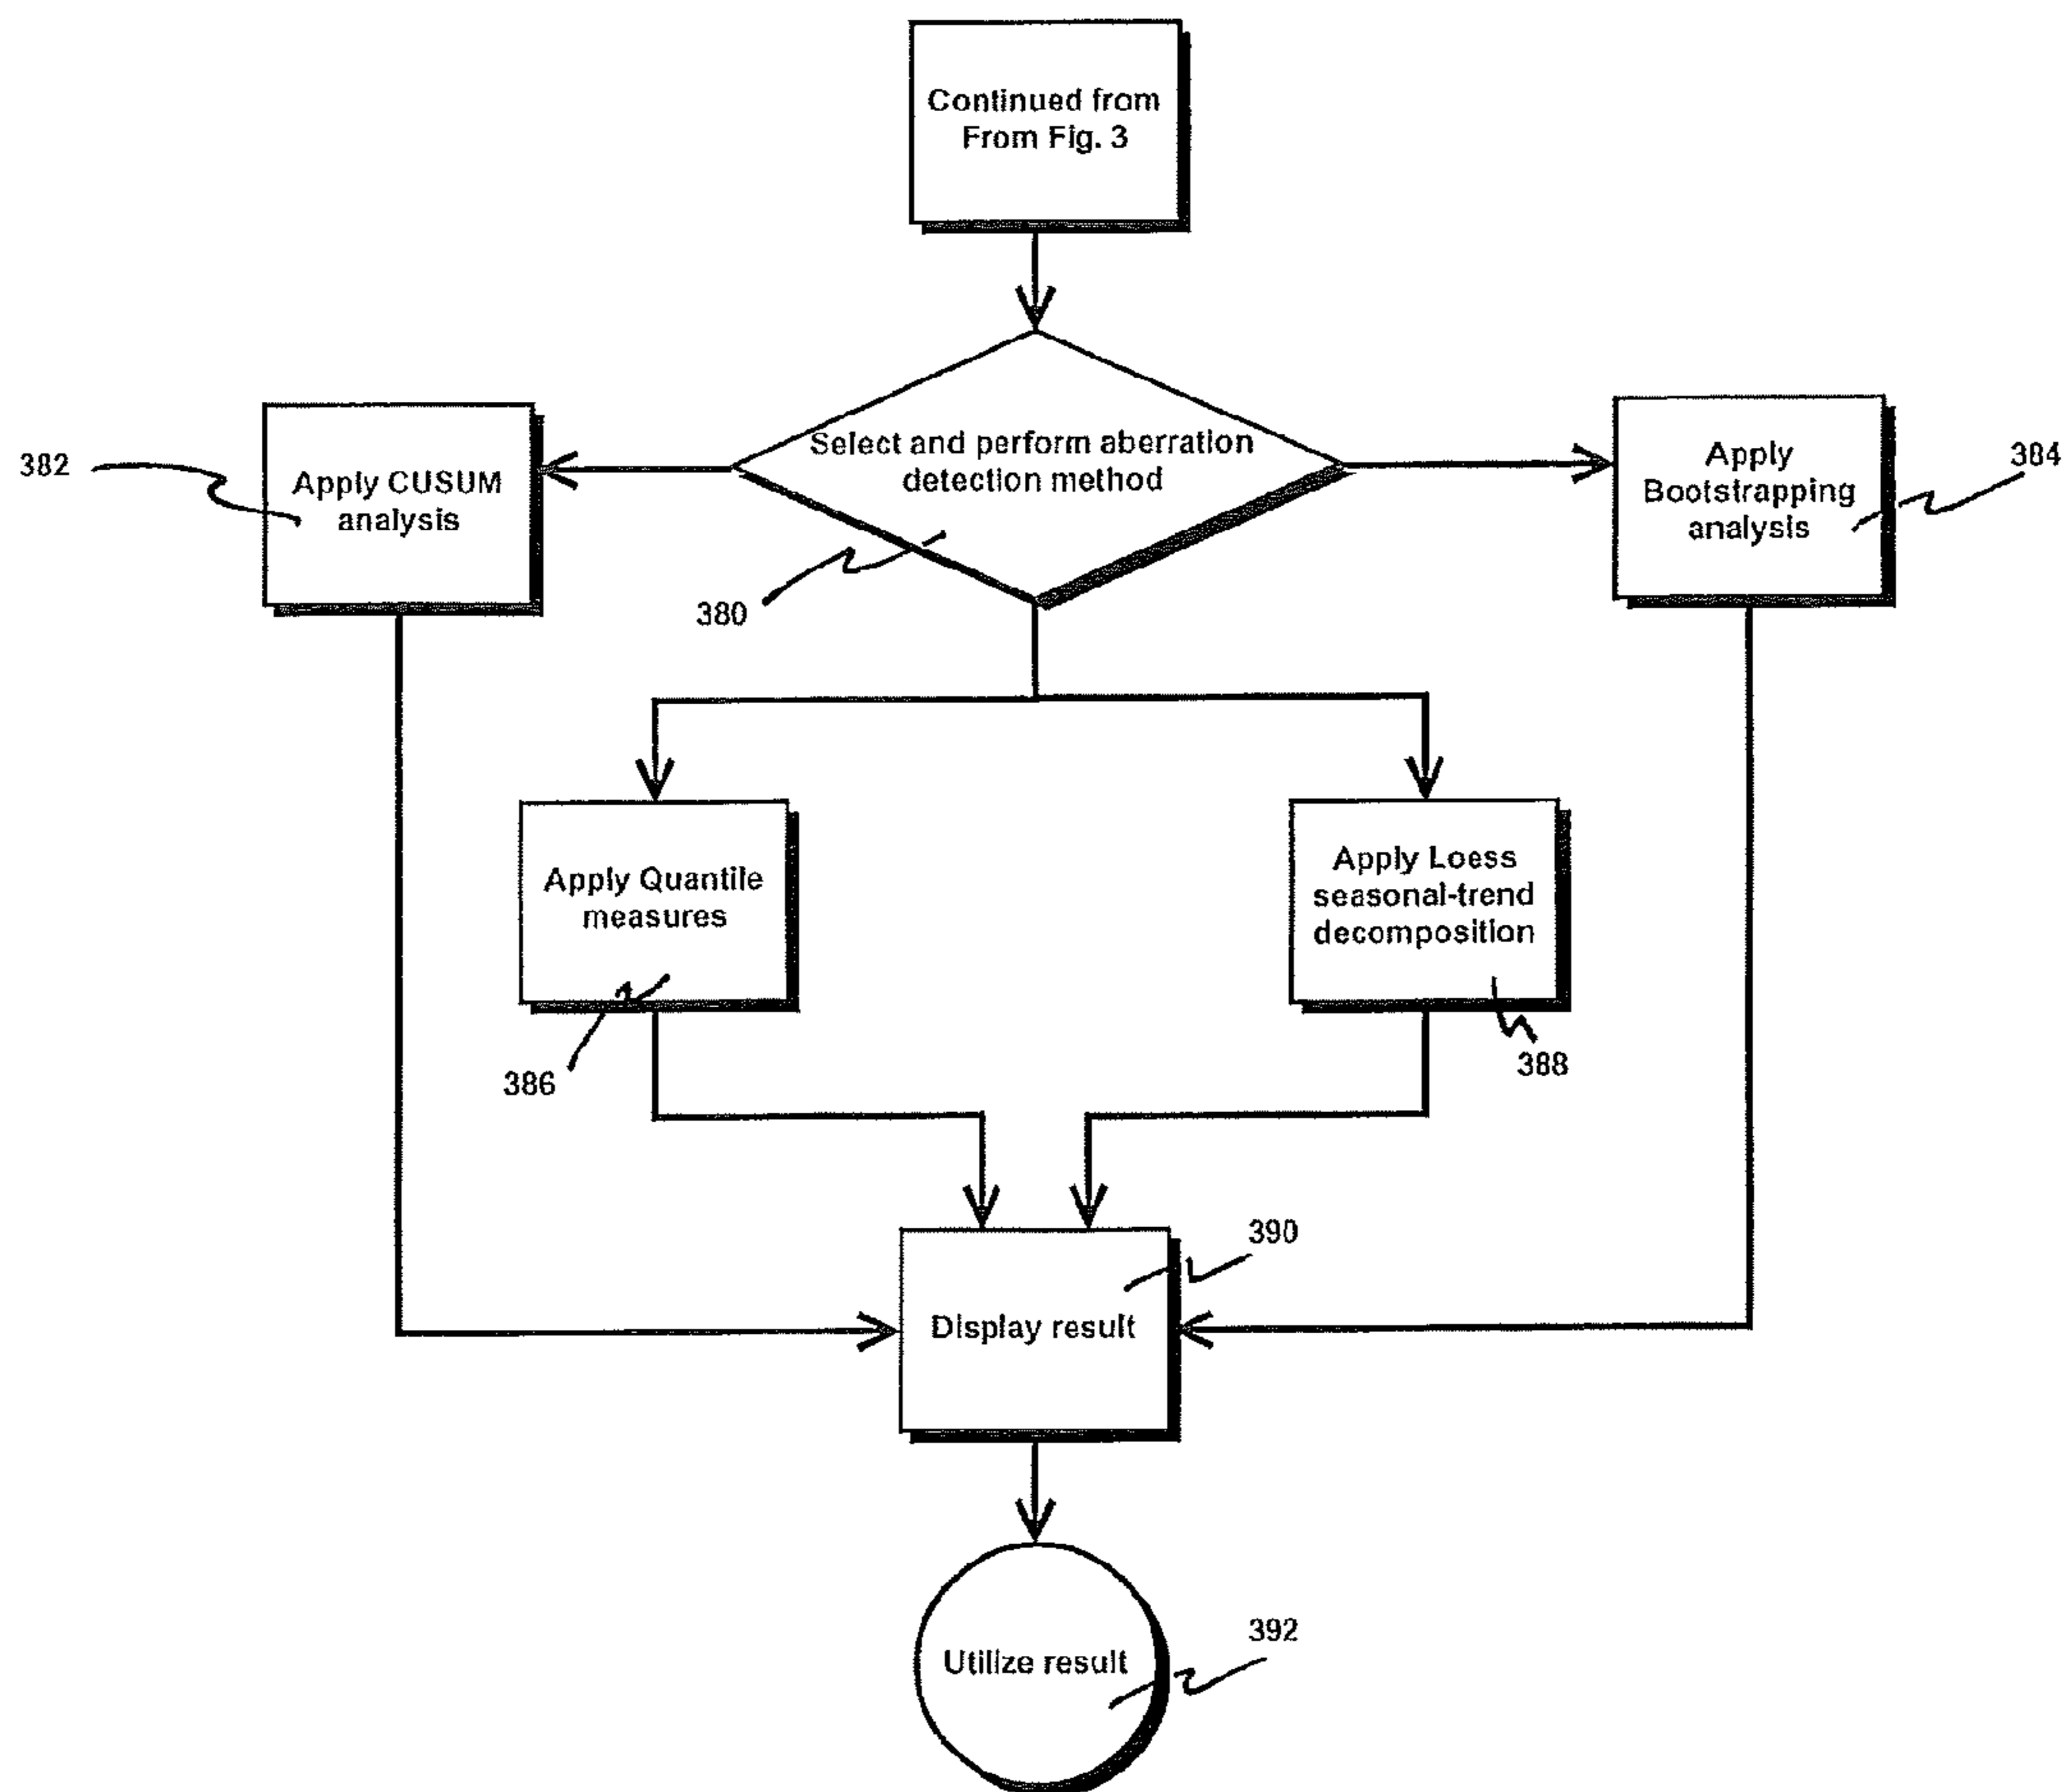 Continued from
From Fig. 3
Select and perform aberration
detection method
380
382
Apply CUSUM
analysis
Apply
Bootstrapping
analysis
384
Apply Quantile
measures
386
Apply Loess
seasonal-trend
decomposition
388
390
Display result
392
Utilize result